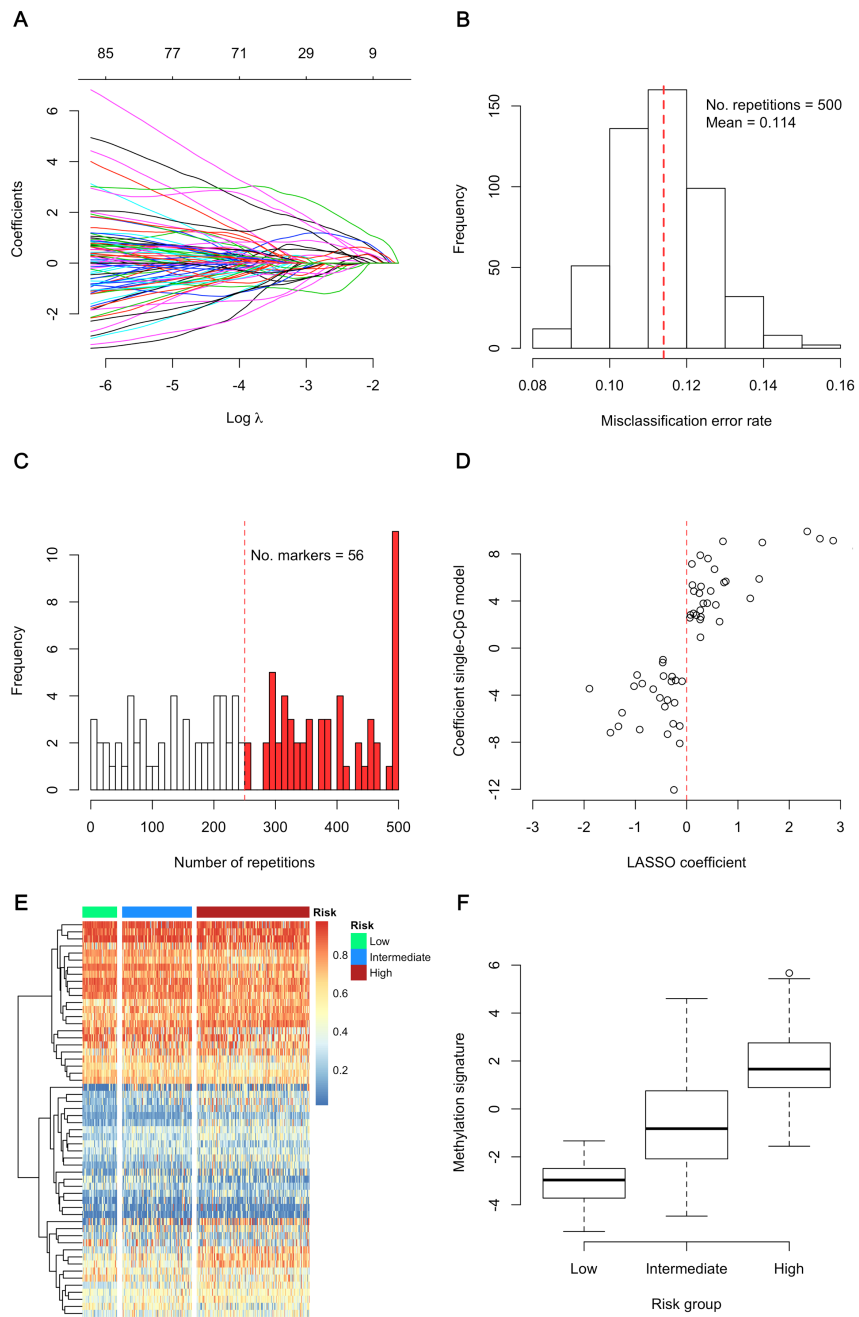 A
85 77 71 29 9
6
4
2
0
-2
Coefficients
-6 -5 -4 -3 -2
Log λ
B
No. repetitions = 500
Mean = 0.114
150
100
50
0
Frequency
0.08 0.10 0.12 0.14 0.16
Misclassification error rate
C
No. markers = 56
10
8
6
4
2
0
Frequency
0 100 200 300 400 500
Number of repetitions
D
8
4
0
-4
-8
-12
Coefficient single-CpG model
-3 -2 -1 0 1 2 3
LASSO coefficient
E
Risk
0.8
0.6
0.4
0.2
Risk
Low
Intermediate
High
F
6
4
2
0
-2
-4
Methylation signature
Low Intermediate High
Risk group